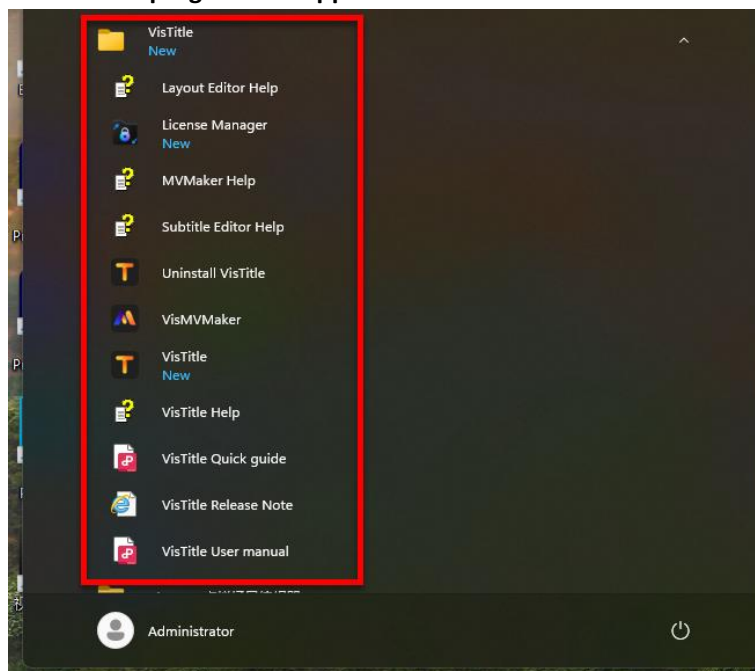 VisTitle
New
Layout Editor Help
License Manager
New
MVMaker Help
Subtitle Editor Help
Uninstall VisTitle
VisMVMaker
VisTitle
New
VisTitle Help
VisTitle Quick guide
VisTitle Release Note
VisTitle User manual
Administrator